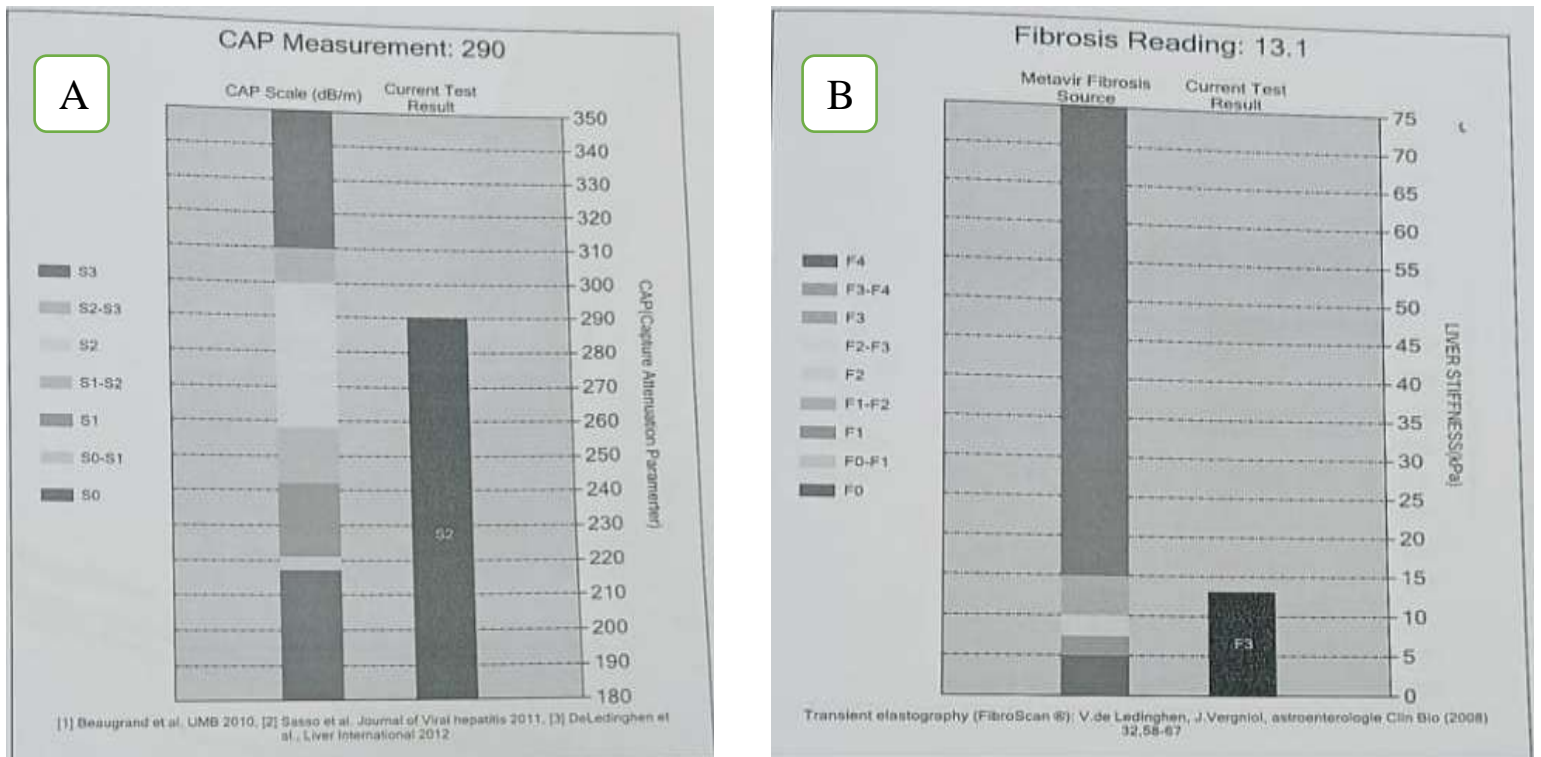 A
CAP Measurement: 290
CAP Scale (dB/m)
Current Test
Result
350
340
330
320
310
300
290
280
270
260
250
240
230
220
210
200
190
180
CAP(Capture Attenuation Paramerter)
S3
S2-S3
S2
S1-S2
S1
S0-S1
S0
S2
[1] Beaugrand et al. UMB 2010, [2] Sasso et al. Journal of Viral hepatitis 2011, [3] DeLedinghen et
al., Liver International 2012
B
Fibrosis Reading: 13.1
Metavir Fibrosis
Source
Current Test
Result
75
70
65
60
55
50
45
40
35
30
25
20
15
10
5
0
LIVER STIFFNESS(kPa)
F4
F3-F4
F3
F2-F3
F2
F1-F2
F1
F0-F1
F0
F3
Transient elastography (FibroScan ®): V.de Ledinghen, J.Vergniol, astroenterologie Clin Bio (2008)
32,58-67